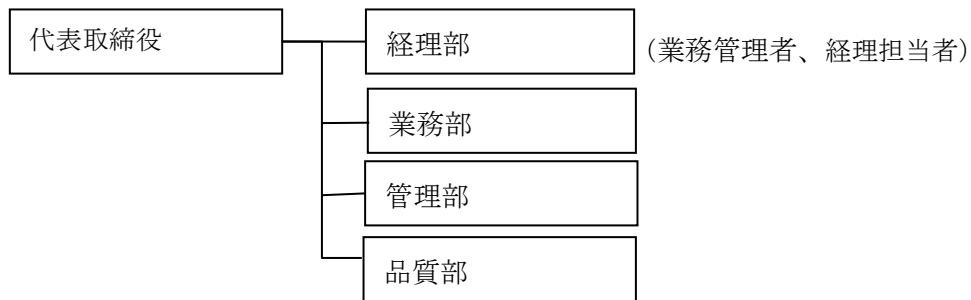 代表取締役
経理部
(業務管理者、経理担当者)
業務部
管理部
品質部